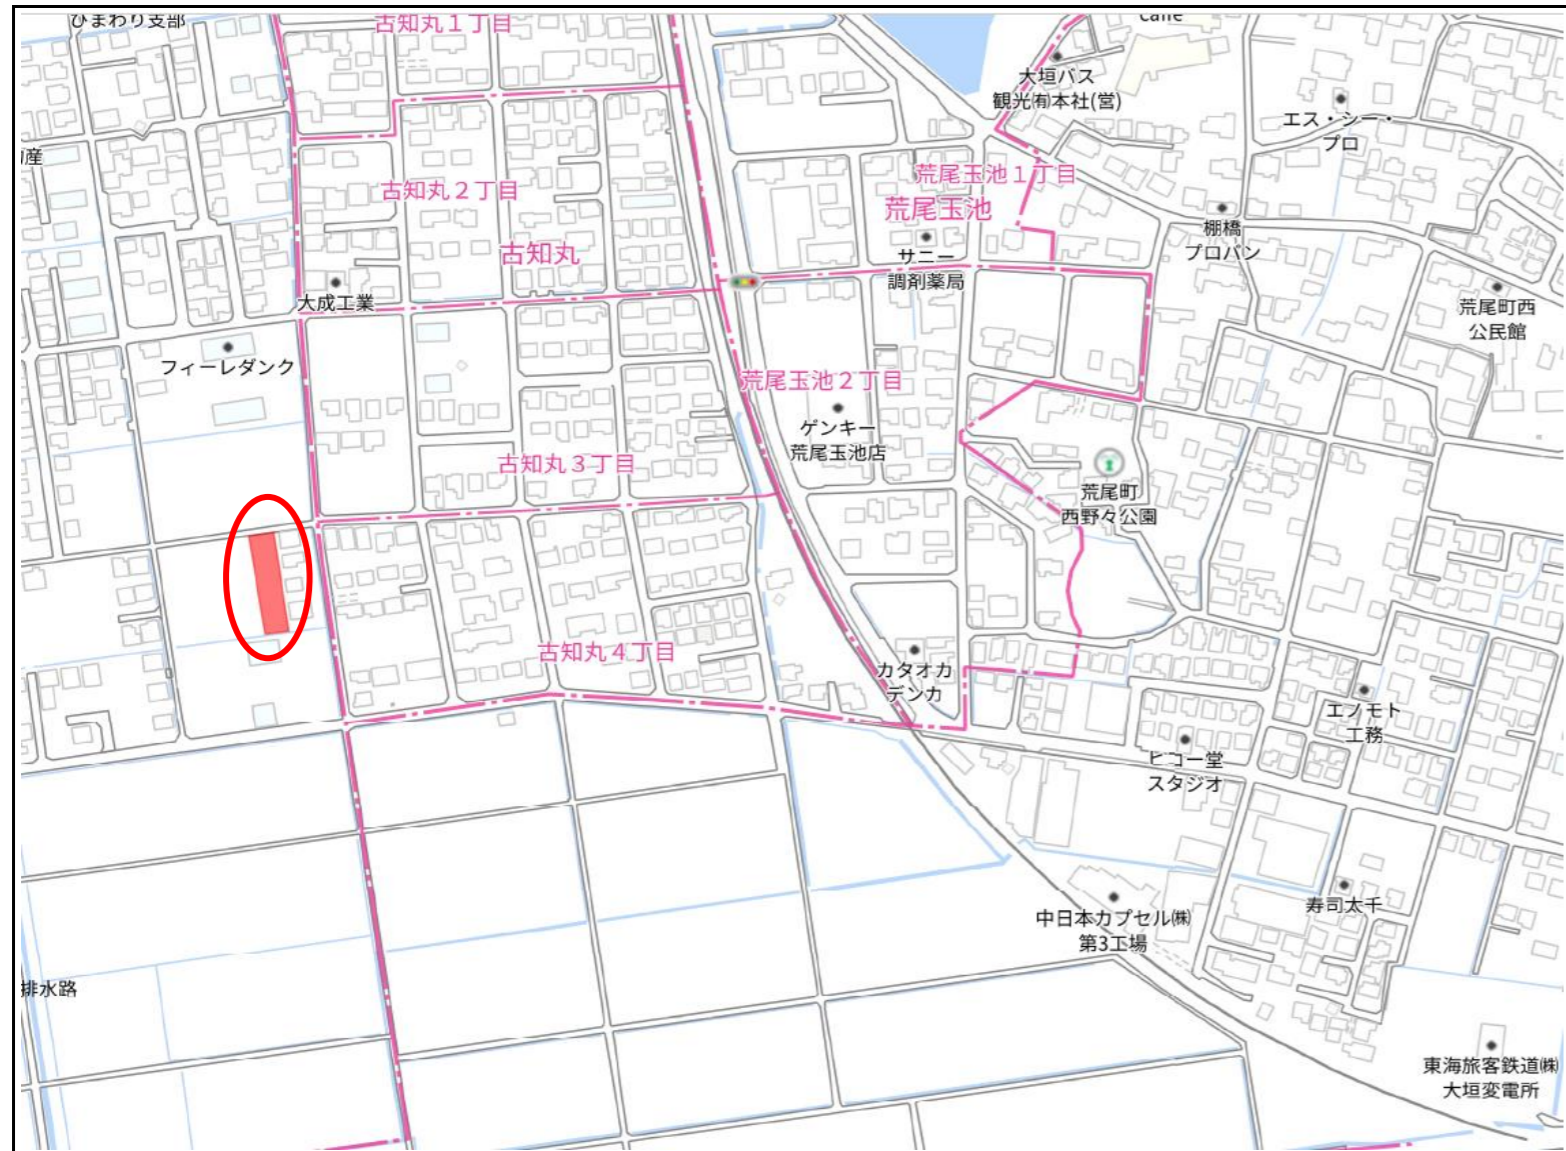 ひまわり支部
古知丸１丁目
Cafe
大垣バス
観光㈲本社(営)
エス・シー・
プロ
産
古知丸２丁目
荒尾玉池１丁目
荒尾玉池
棚橋
プロパン
古知丸
サニー
調剤薬局
大成工業
荒尾町西
公民館
フィーレダンク
荒尾玉池２丁目
ゲンキー
荒尾玉池店
古知丸３丁目
荒尾町
西野々公園
古知丸４丁目
カタオカ
デンカ
エノモト
工務
ヒコー堂
スタジオ
寿司太千
中日本カプセル㈱
第3工場
排水路
東海旅客鉄道㈱
大垣変電所